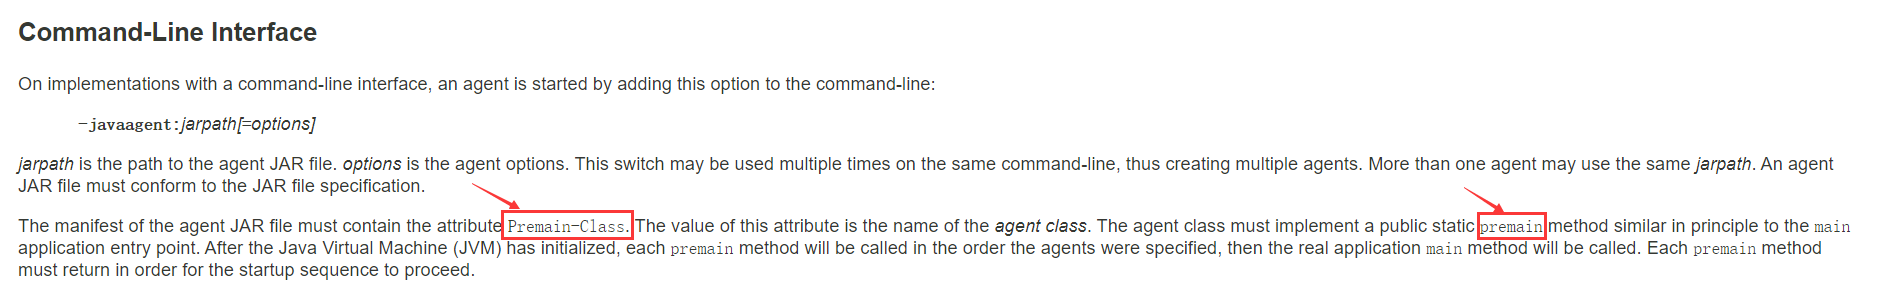 Command-Line Interface
On implementations with a command-line interface, an agent is started by adding this option to the command-line:
-javaagent:jarpath[=options]
jarpath is the path to the agent JAR file. options is the agent options. This switch may be used multiple times on the same command-line, thus creating multiple agents. More than one agent may use the same jarpath. An agent
JAR file must conform to the JAR file specification.
The manifest of the agent JAR file must contain the attribute Premain-Class. The value of this attribute is the name of the agent class. The agent class must implement a public static premain method similar in principle to the main
application entry point. After the Java Virtual Machine (JVM) has initialized, each premain method will be called in the order the agents were specified, then the real application main method will be called. Each premain method
must return in order for the startup sequence to proceed.